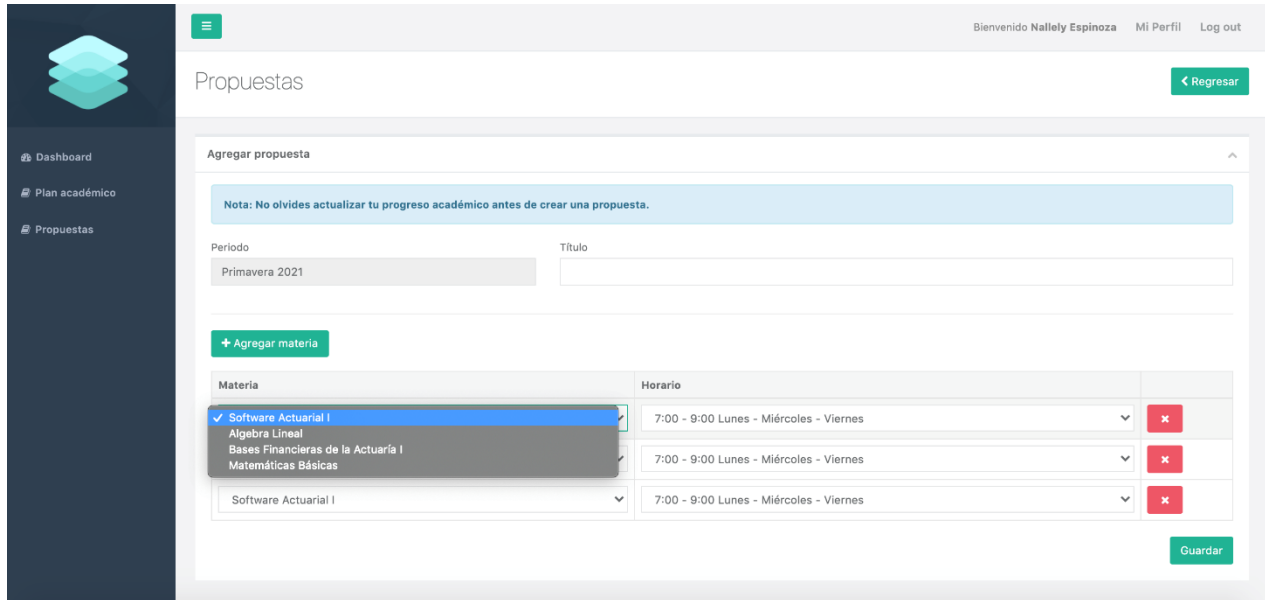 Bienvenido Nallely Espinoza Mi Perfil Log out
Propuestas
Regresar
Dashboard
Plan académico
Propuestas
Agregar propuesta
Nota: No olvides actualizar tu progreso académico antes de crear una propuesta.
Periodo Título
Primavera 2021
+ Agregar materia
Materia Horario
Software Actuarial I
Algebra Lineal
Bases Financieras de la Actuaría I
Matemáticas Básicas
7:00 - 9:00 Lunes - Miércoles - Viernes
7:00 - 9:00 Lunes - Miércoles - Viernes
Software Actuarial I 7:00 - 9:00 Lunes - Miércoles - Viernes
Guardar